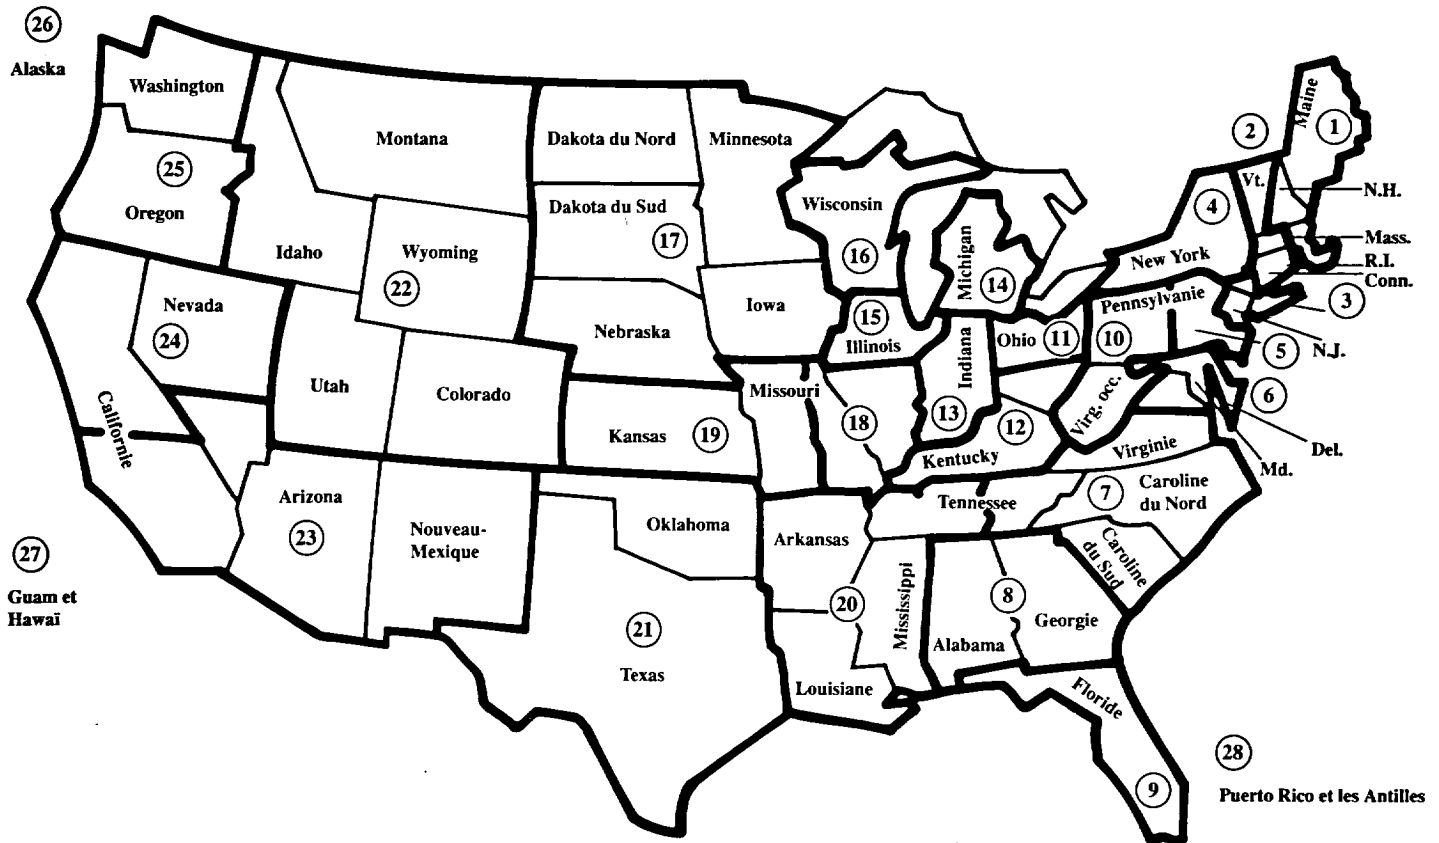 26
Alaska
Washington
Montana
Dakota du Nord
Minnesota
25
Oregon
Idaho
Wyoming
22
Dakota du Sud
17
Wisconsin
16
Michigan
14
Maine
1
2
Vt.
N.H.
4
New York
Mass.
R.I.
Conn.
3
Nevada
24
Nebraska
Iowa
15
Illinois
Indiana
13
Ohio
11
Pennsylvanie
10
5
N.J.
6
Utah
Colorado
Californie
Kansas
19
Missouri
18
12
Kentucky
Virg. occ.
Virginie
Del.
Md.
Arizona
23
Nouveau-
Mexique
Oklahoma
Arkansas
Tennessee
7
Caroline
du Nord
Caroline
du Sud
27
Guam et
Hawaï
21
Texas
20
Louisiane
Mississippi
8
Alabama
Georgie
Floride
9
28
Puerto Rico et les Antilles